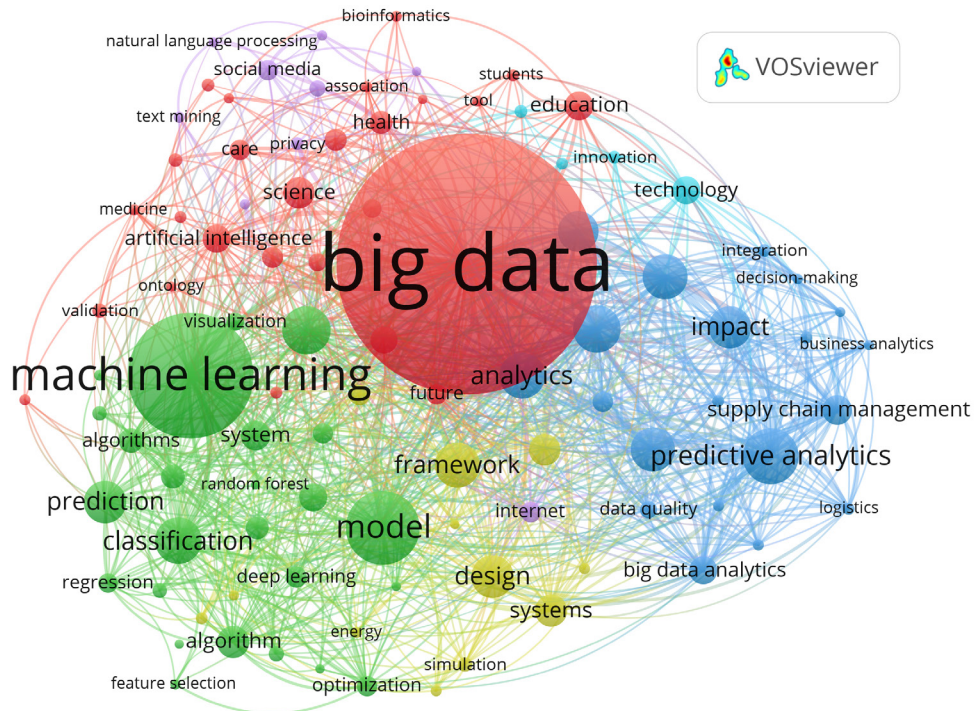 bioinformatics
natural language processing
social media
VOSviewer
students
association
text mining
tool
education
health
care
privacy
innovation
science
technology
medicine
artificial intelligence
big data
integration
decision-making
ontology
validation
visualization
impact
business analytics
machine learning
analytics
future
supply chain management
algorithms
system
framework
predictive analytics
random forest
prediction
internet
data quality
logistics
model
classification
regression
deep learning
design
big data analytics
systems
algorithm
energy
simulation
feature selection
optimization